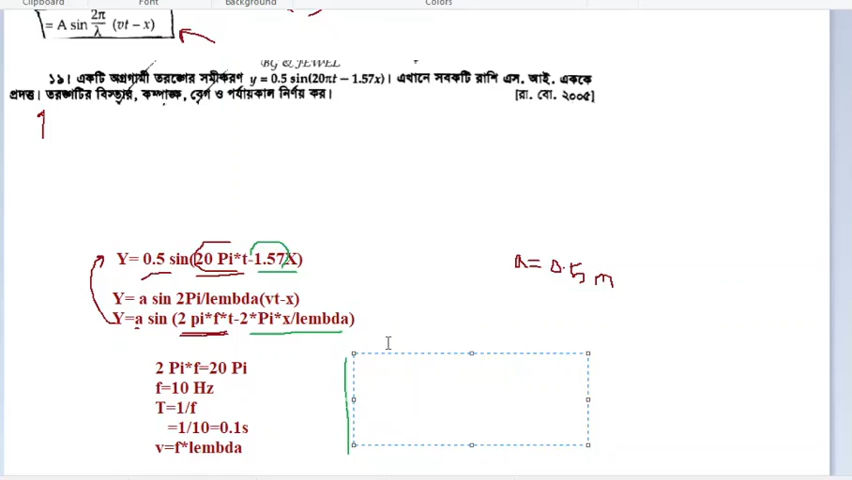 Clipboard
Font
Background
Colors
= A sin 2π/λ (vt – x)
BG & JEWEL
১৯। একটি অগ্রগামী তরঙ্গের সমীকরণ y = 0.5 sin(20πt – 1.57x)। এখানে সবকটি রাশি এস. আই. এককে
প্রদত্ত। তরঙ্গটির বিস্তার, কম্পাঙ্ক, বেগ ও পর্যায়কাল নির্ণয় কর। [রা. বো. ২০০৫]
Y= 0.5 sin(20 Pi*t-1.57X)
a= 0.5 m
Y= a sin 2Pi/lembda(vt-x)
Y=a sin (2 pi*f*t-2*Pi*x/lembda)
2 Pi*f=20 Pi
f=10 Hz
T=1/f
=1/10=0.1s
v=f*lembda